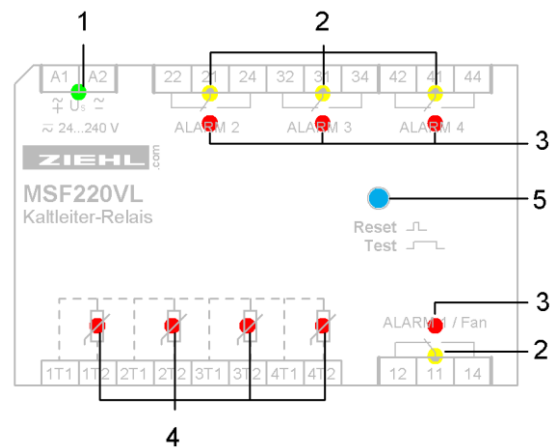 1 2
A1 A2 22 21 24 32 31 34 42 41 44
Us
24...240 V ALARM 2 ALARM 3 ALARM 4
3
ZIEHL .com
MSF220VL
Kaltleiter-Relais
5
Reset
Test
3
ALARM 1 / Fan
2
1T1 1T2 2T1 2T2 3T1 3T2 4T1 4T2 12 11 14
4